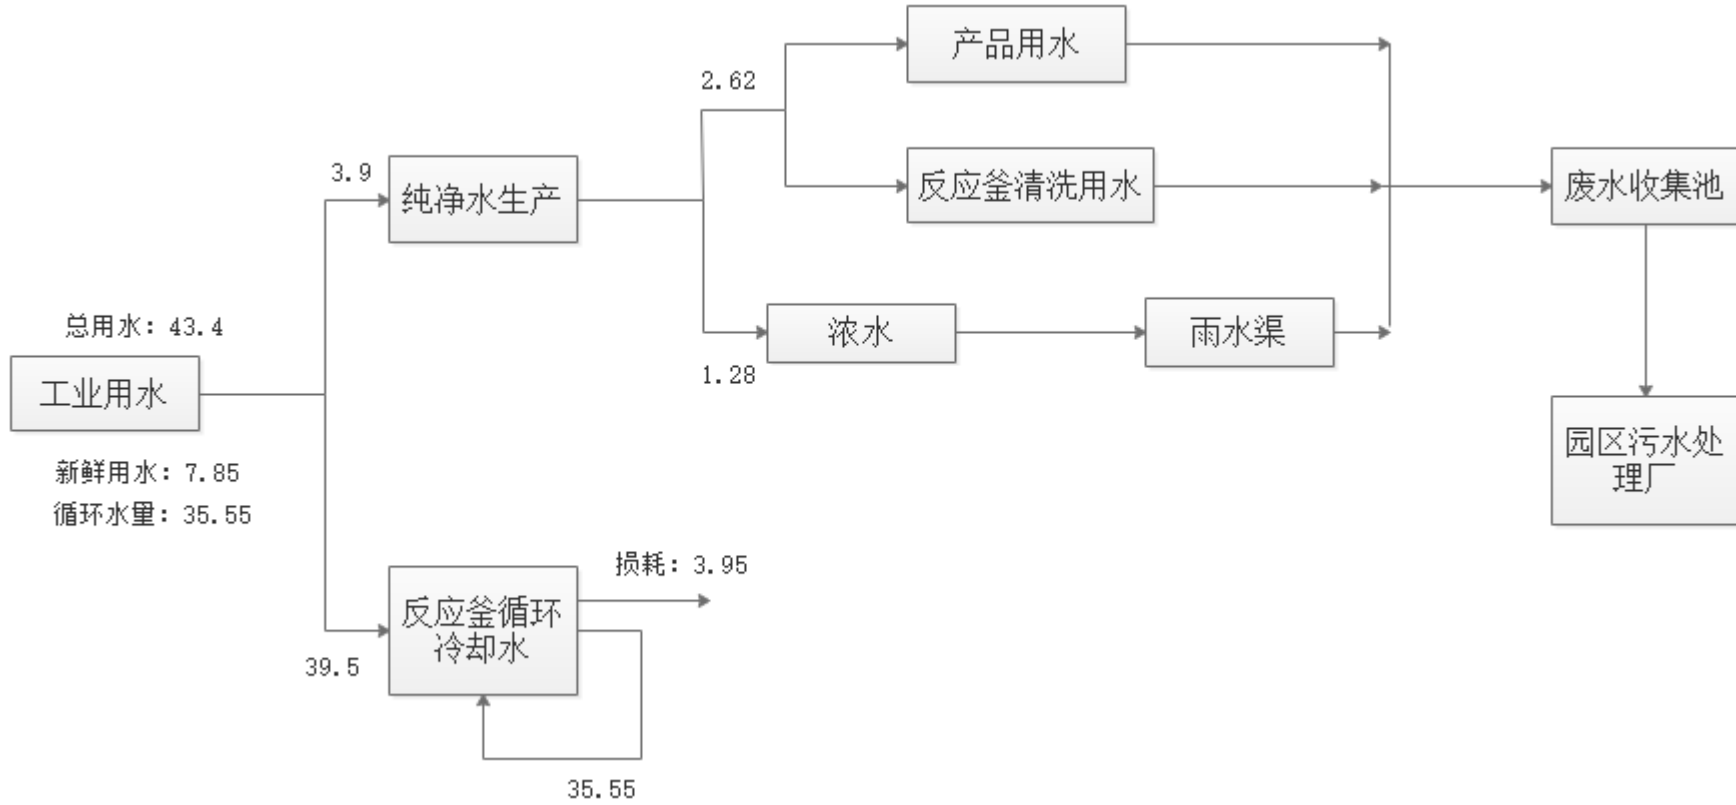 产品用水
2.62
3.9
纯净水生产
反应釜清洗用水
废水收集池
总用水: 43.4
浓水
雨水渠
1.28
工业用水
新鲜用水: 7.85
循环水量: 35.55
园区污水处
理厂
损耗: 3.95
反应釜循环
冷却水
39.5
35.55